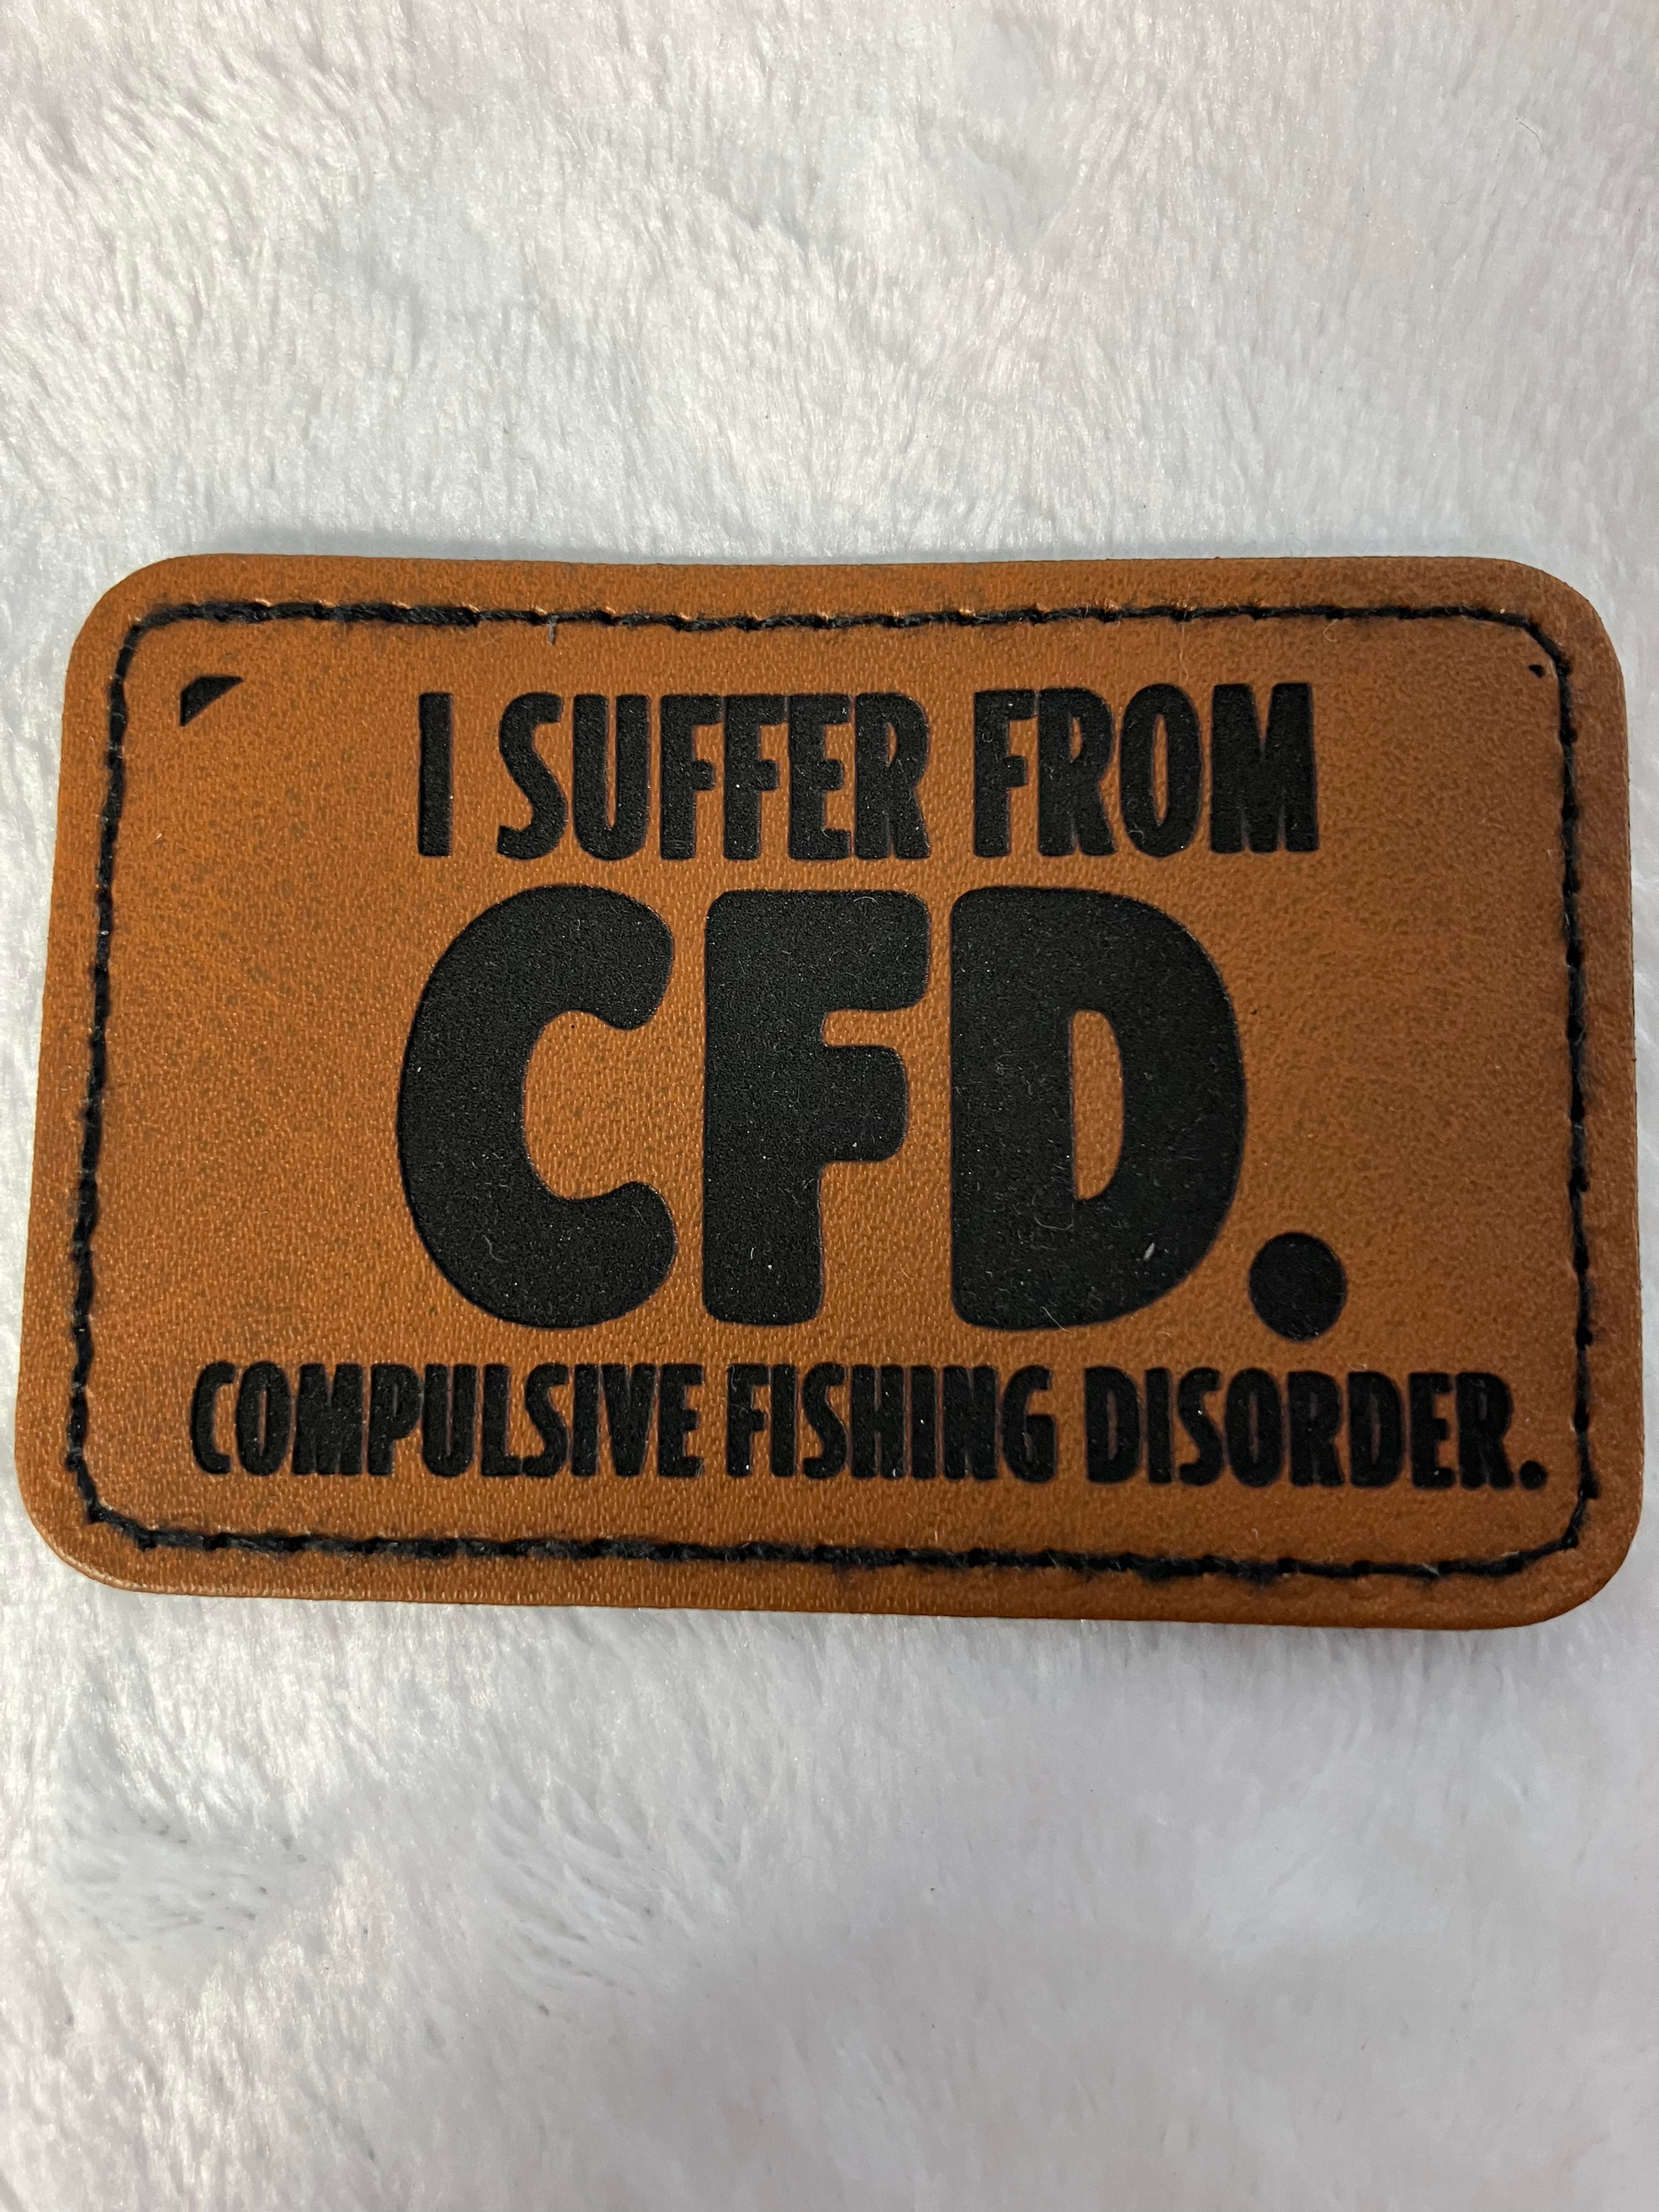 I SUFFER FROM
CFD.
COMPULSIVE FISHING DISORDER.